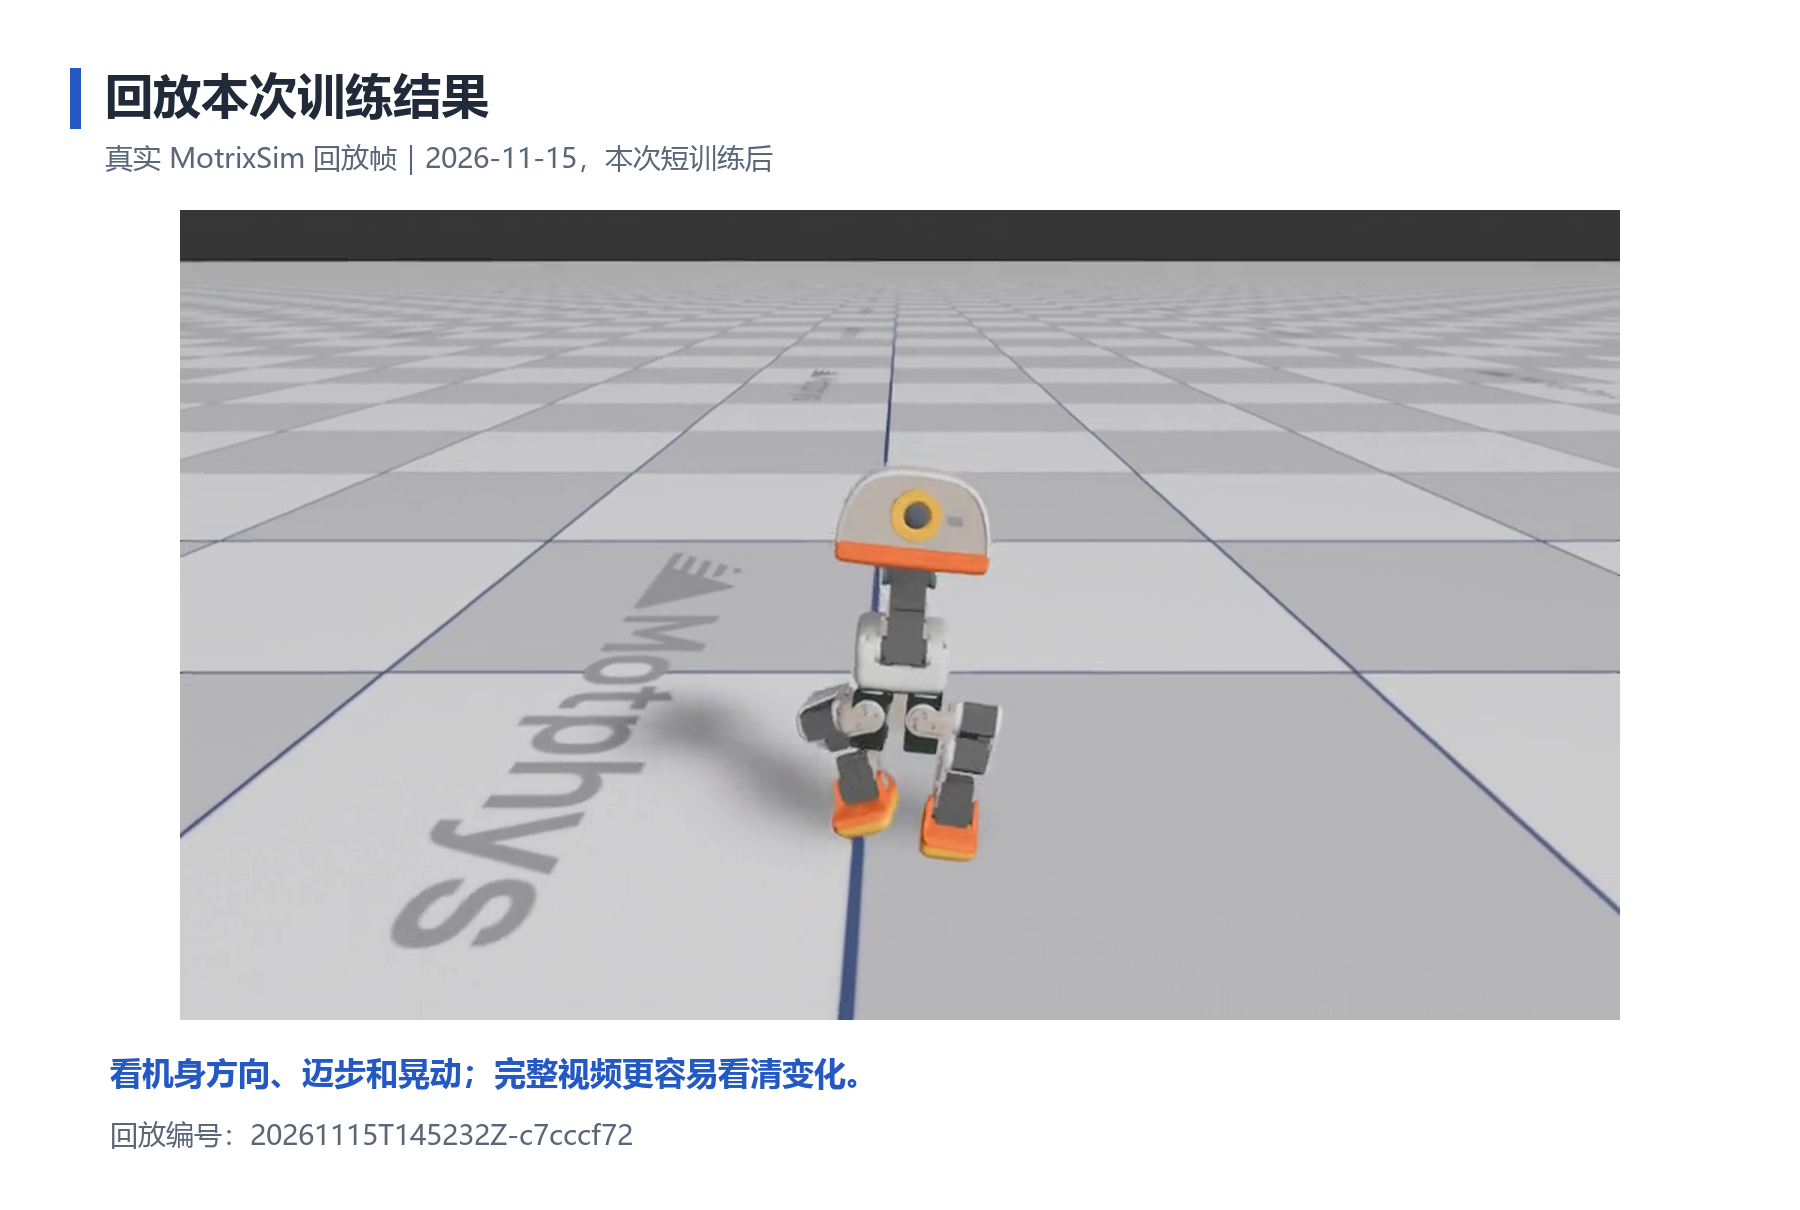 回放本次训练结果
真实 MotrixSim 回放帧｜2026-11-15，本次短训练后
Motphys
看机身方向、迈步和晃动；完整视频更容易看清变化。
回放编号：20261115T145232Z-c7cccf72